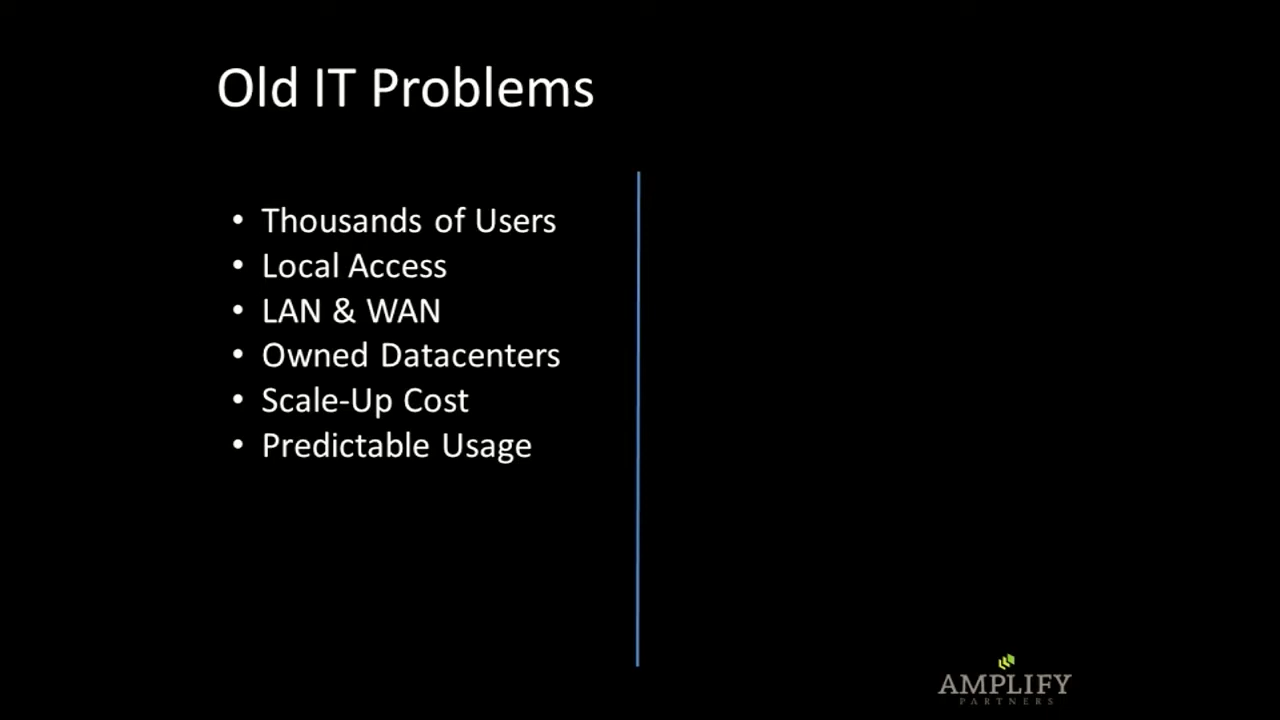 Old IT Problems
• Thousands of Users
• Local Access
• LAN & WAN
• Owned Datacenters
• Scale-Up Cost
• Predictable Usage
AMPLIFY
PARTNERS